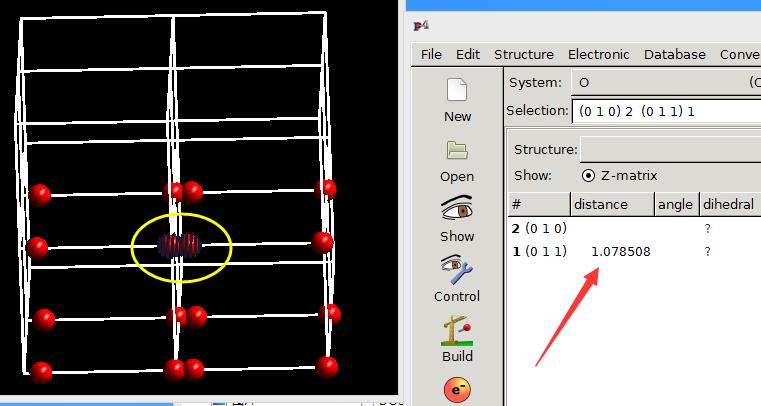 File Edit Structure Electronic Database Conve
System: O (C
Selection: (0 1 0) 2 (0 1 1) 1
New
Structure:
Open
Show: Z-matrix
# distance angle dihedral
2 (0 1 0) ?
1 (0 1 1) 1.078508 ?
Show
Control
Build
e-